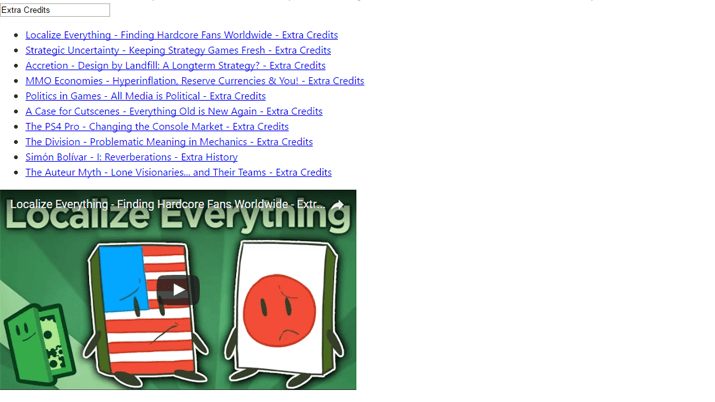 Extra Credits
Localize Everything - Finding Hardcore Fans Worldwide - Extra Credits
Strategic Uncertainty - Keeping Strategy Games Fresh - Extra Credits
Accretion - Design by Landfill: A Longterm Strategy? - Extra Credits
MMO Economies - Hyperinflation, Reserve Currencies & You! - Extra Credits
Politics in Games - All Media is Political - Extra Credits
A Case for Cutscenes - Everything Old is New Again - Extra Credits
The PS4 Pro - Changing the Console Market - Extra Credits
The Division - Problematic Meaning in Mechanics - Extra Credits
Simón Bolívar - I: Reverberations - Extra History
The Auteur Myth - Lone Visionaries... and Their Teams - Extra Credits
Localize Everything - Finding Hardcore Fans Worldwide - Extr...
Localize Everything